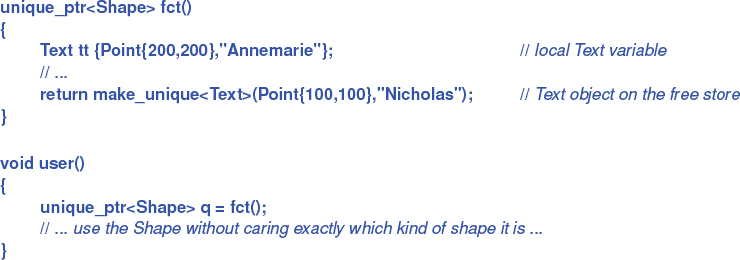 unique_ptr<Shape> fct()
{
Text tt {Point{200,200},"Annemarie"}; // local Text variable
// ...
return make_unique<Text>(Point{100,100},"Nicholas"); // Text object on the free store
}
void user()
{
unique_ptr<Shape> q = fct();
// ... use the Shape without caring exactly which kind of shape it is ...
}